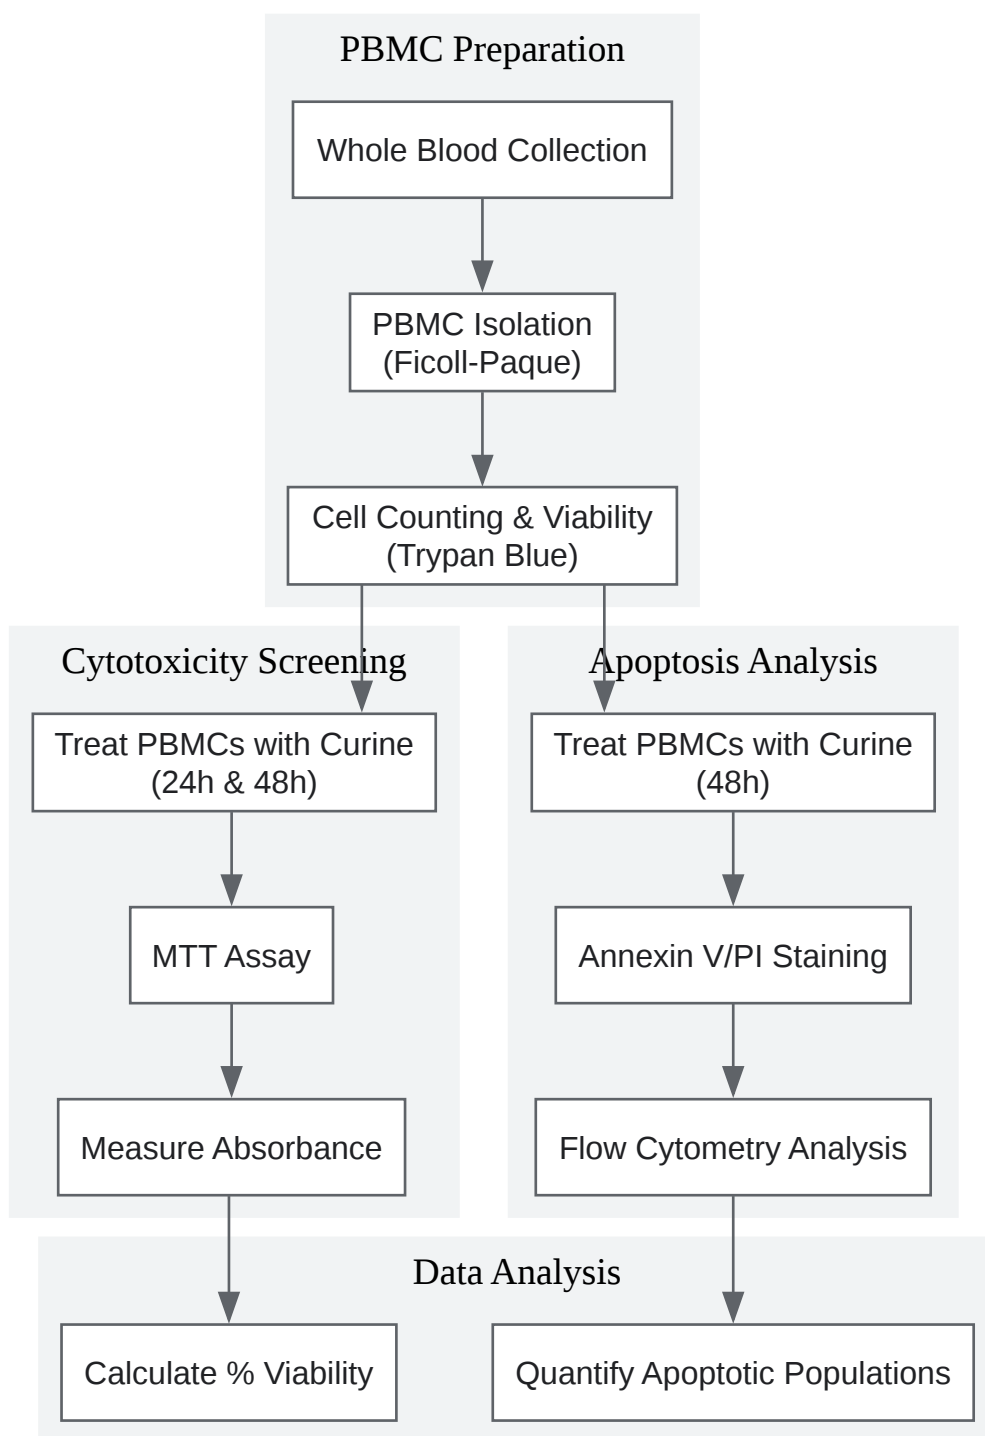 PBMC Preparation
Whole Blood Collection
PBMC Isolation
(Ficoll-Paque)
Cell Counting & Viability
(Trypan Blue)
Cytotoxicity Screening
Treat PBMCs with Curine
(24h & 48h)
MTT Assay
Measure Absorbance
Apoptosis Analysis
Treat PBMCs with Curine
(48h)
Annexin V/PI Staining
Flow Cytometry Analysis
Data Analysis
Calculate % Viability
Quantify Apoptotic Populations